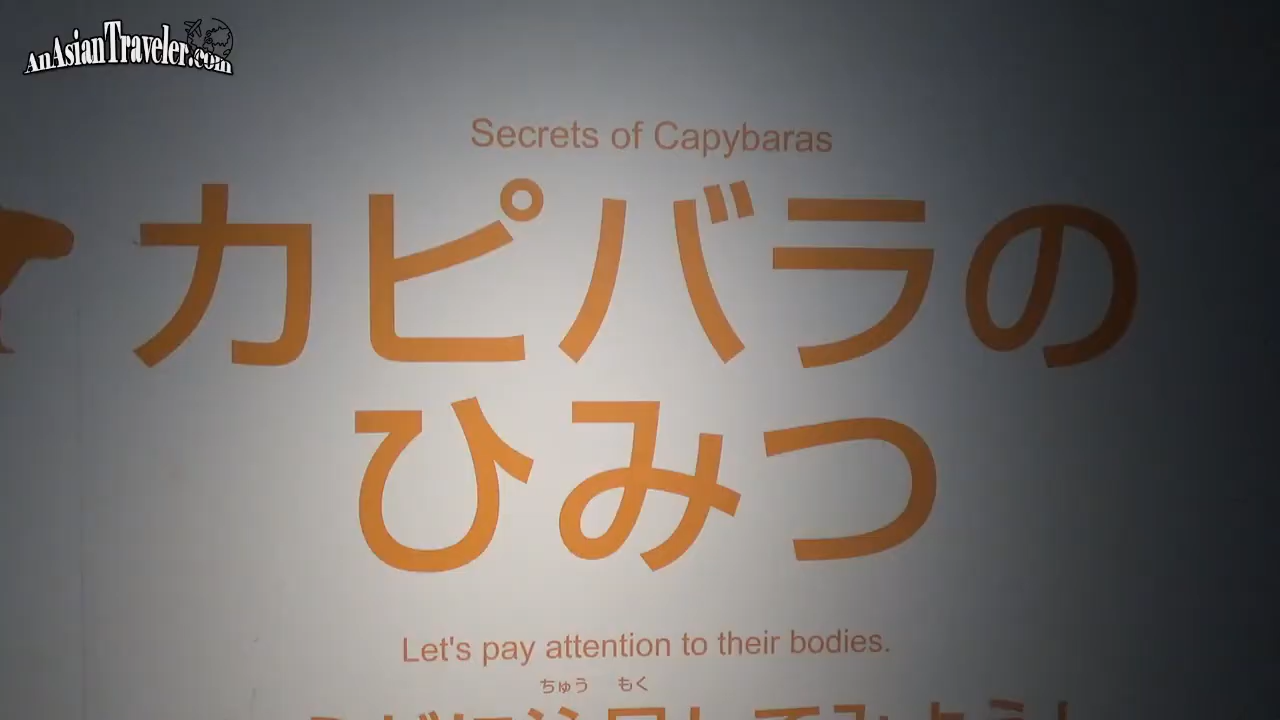 AnAsianTraveler.com
Secrets of Capybaras
カピバラの
ひみつ
Let's pay attention to their bodies.
ちゅう もく